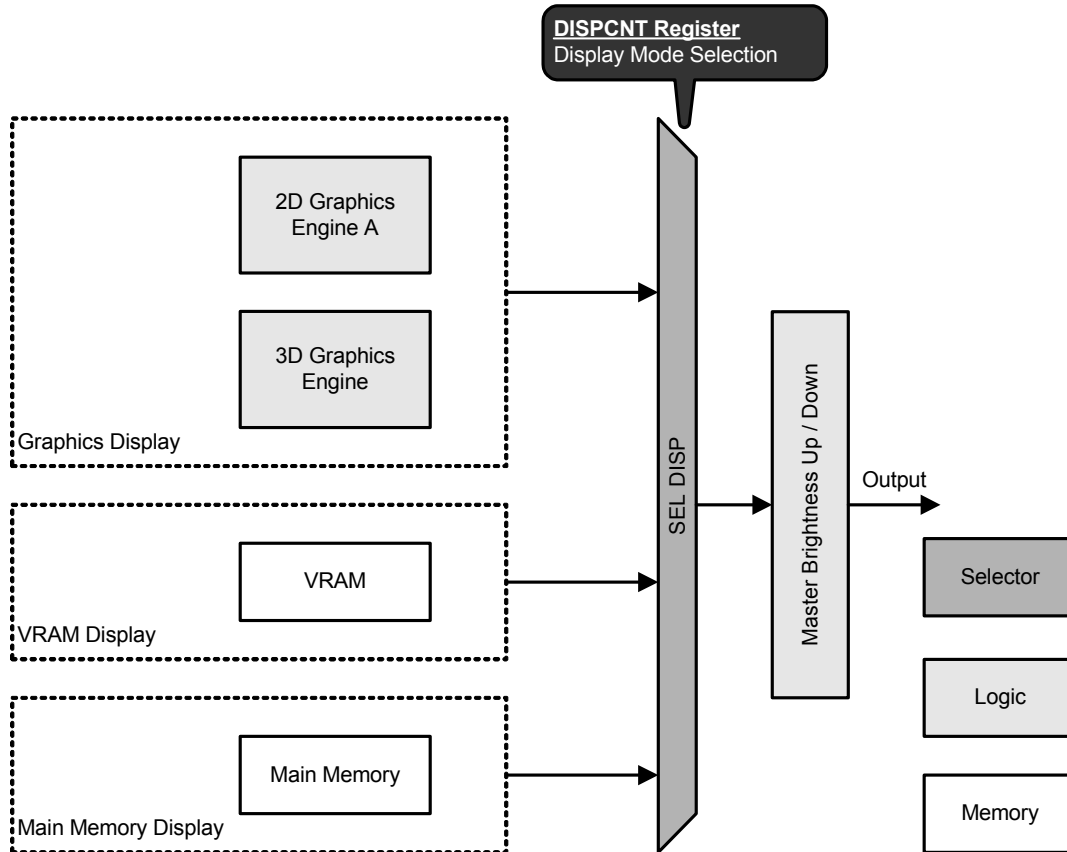 DISPCNT Register
Display Mode Selection
2D Graphics
Engine A
3D Graphics
Engine
Graphics Display
VRAM
VRAM Display
Main Memory
Main Memory Display
SEL DISP
Master Brightness Up / Down
Output
Selector
Logic
Memory